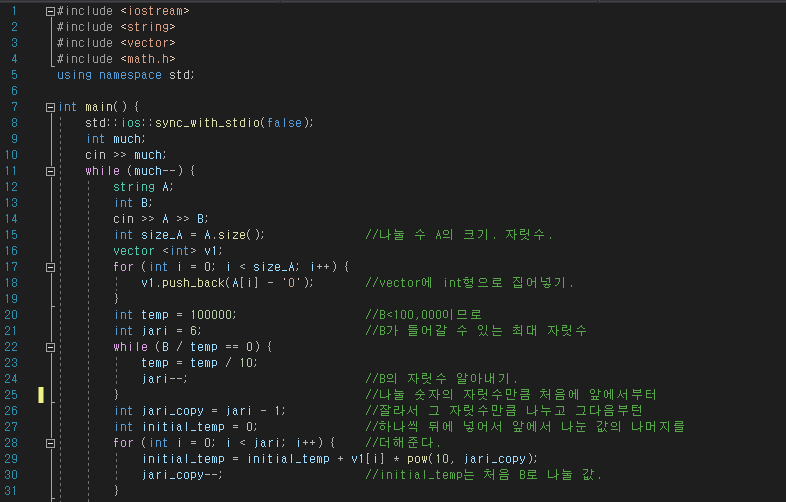 1 #include <iostream>
2 #include <string>
3 #include <vector>
4 #include <math.h>
5 using namespace std;
6
7 int main() {
8 std::ios::sync_with_stdio(false);
9 int much;
10 cin >> much;
11 while (much--) {
12 string A;
13 int B;
14 cin >> A >> B;
15 int size_A = A.size(); //나눌 수 A의 크기. 자릿수.
16 vector <int> v1;
17 for (int i = 0; i < size_A; i++) {
18 v1.push_back(A[i] - '0'); //vector에 int형으로 집어넣기.
19 }
20 int temp = 100000; //B<100,000이므로
21 int jari = 6; //B가 들어갈 수 있는 최대 자릿수
22 while (B / temp == 0) {
23 temp = temp / 10;
24 jari--; //B의 자릿수 알아내기.
25 } //나눌 숫자의 자릿수만큼 처음에 앞에서부터
26 int jari_copy = jari - 1; //잘라서 그 자릿수만큼 나누고 그다음부턴
27 int initial_temp = 0; //하나씩 뒤에 넣어서 앞에서 나눈 값의 나머지를
28 for (int i = 0; i < jari; i++) { //더해준다.
29 initial_temp = initial_temp + v1[i] * pow(10, jari_copy);
30 jari_copy--; //initial_temp는 처음 B로 나눌 값.
31 }